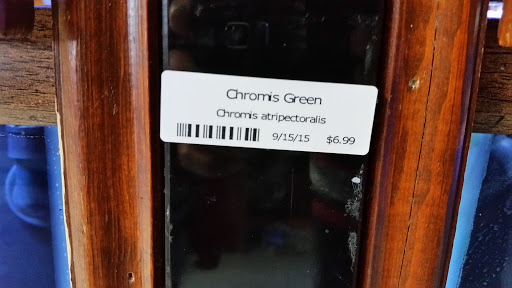 Chromis Green
Chromis atripectoralis
9/15/15 $6.99